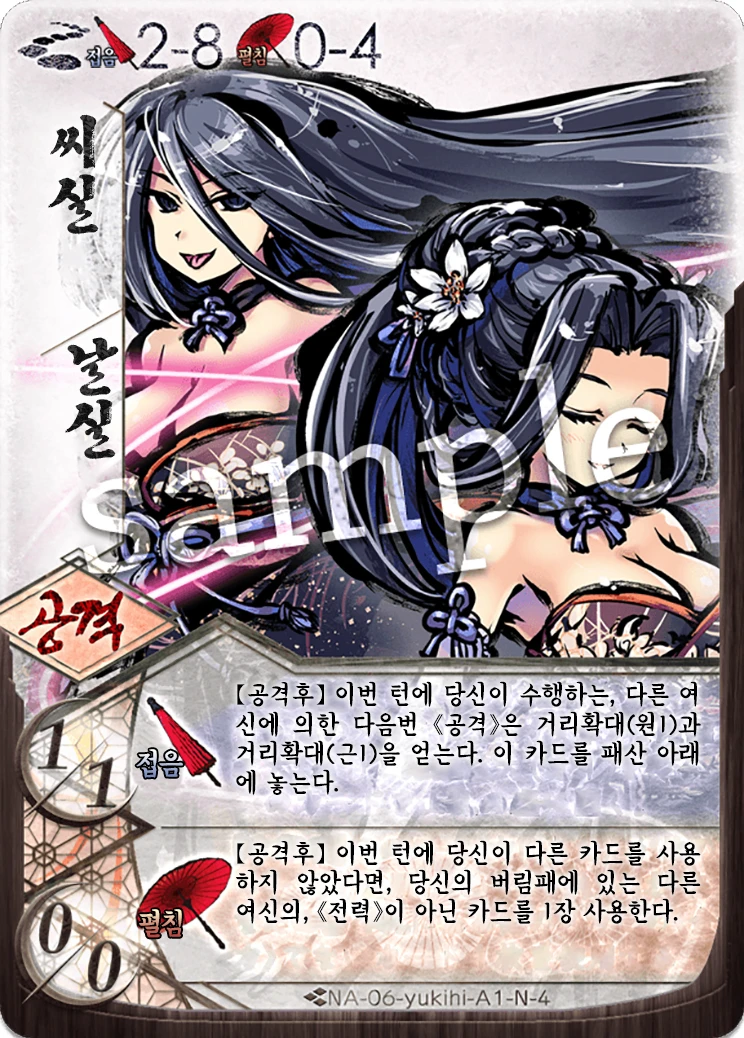 접음 2-8 펼침 0-4
씨실
날실
sample
공격
1/1
접음
【공격후】 이번 턴에 당신이 수행하는, 다른 여
신에 의한 다음번 《공격》은 거리확대(원1)과
거리확대(근1)을 얻는다. 이 카드를 패산 아래
에 놓는다.
0/0
펼침
【공격후】 이번 턴에 당신이 다른 카드를 사용
하지 않았다면, 당신의 버림패에 있는 다른
여신의, 《전력》이 아닌 카드를 1장 사용한다.
NA-06-yukihi-A1-N-4